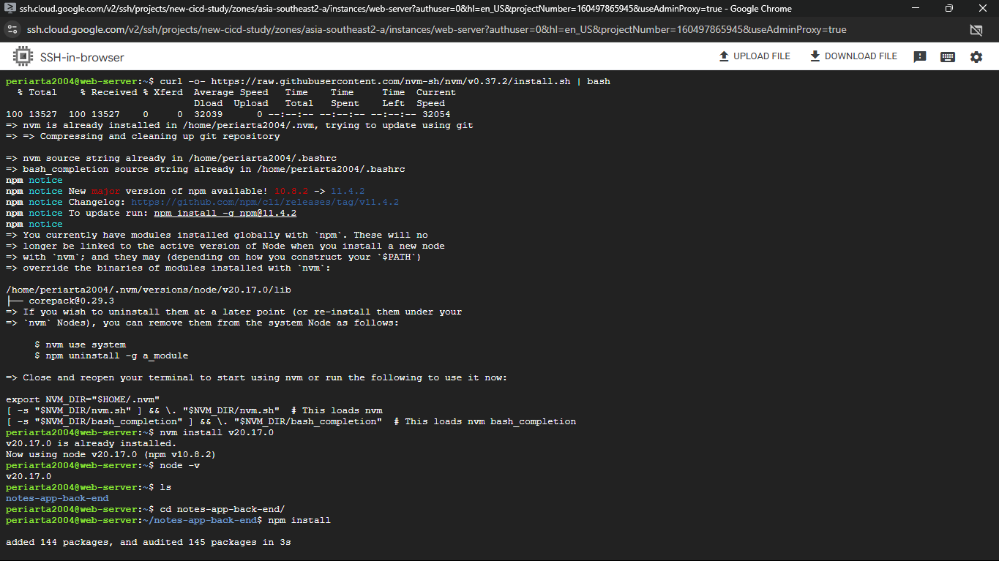 ssh.cloud.google.com/v2/ssh/projects/new-cicd-study/zones/asia-southeast2-a/instances/web-server?authuser=0&hl=en_US&projectNumber=160497865945&useAdminProxy=true - Google Chrome
ssh.cloud.google.com/v2/ssh/projects/new-cicd-study/zones/asia-southeast2-a/instances/web-server?authuser=0&hl=en_US&projectNumber=160497865945&useAdminProxy=true
SSH-in-browser UPLOAD FILE DOWNLOAD FILE
periarta2004@web-server:~$ curl -o- https://raw.githubusercontent.com/nvm-sh/nvm/v0.37.2/install.sh | bash
  % Total    % Received % Xferd  Average Speed   Time    Time     Time  Current
                                 Dload  Upload   Total   Spent    Left  Speed
100 13527  100 13527    0     0  32039      0 --:--:-- --:--:-- --:--:-- 32054
=> nvm is already installed in /home/periarta2004/.nvm, trying to update using git
=> => Compressing and cleaning up git repository
=> nvm source string already in /home/periarta2004/.bashrc
=> bash_completion source string already in /home/periarta2004/.bashrc
npm notice
npm notice New major version of npm available! 10.8.2 -> 11.4.2
npm notice Changelog: https://github.com/npm/cli/releases/tag/v11.4.2
npm notice To update run: npm install -g npm@11.4.2
npm notice
=> You currently have modules installed globally with `npm`. These will no
=> longer be linked to the active version of Node when you install a new node
=> with `nvm`; and they may (depending on how you construct your `$PATH`)
=> override the binaries of modules installed with `nvm`:
/home/periarta2004/.nvm/versions/node/v20.17.0/lib
├── corepack@0.29.3
=> If you wish to uninstall them at a later point (or re-install them under your
=> `nvm` Nodes), you can remove them from the system Node as follows:
     $ nvm use system
     $ npm uninstall -g a_module
=> Close and reopen your terminal to start using nvm or run the following to use it now:
export NVM_DIR="$HOME/.nvm"
[ -s "$NVM_DIR/nvm.sh" ] && \. "$NVM_DIR/nvm.sh"  # This loads nvm
[ -s "$NVM_DIR/bash_completion" ] && \. "$NVM_DIR/bash_completion"  # This loads nvm bash_completion
periarta2004@web-server:~$ nvm install v20.17.0
v20.17.0 is already installed.
Now using node v20.17.0 (npm v10.8.2)
periarta2004@web-server:~$ node -v
v20.17.0
periarta2004@web-server:~$ ls
notes-app-back-end
periarta2004@web-server:~$ cd notes-app-back-end/
periarta2004@web-server:~/notes-app-back-end$ npm install
added 144 packages, and audited 145 packages in 3s